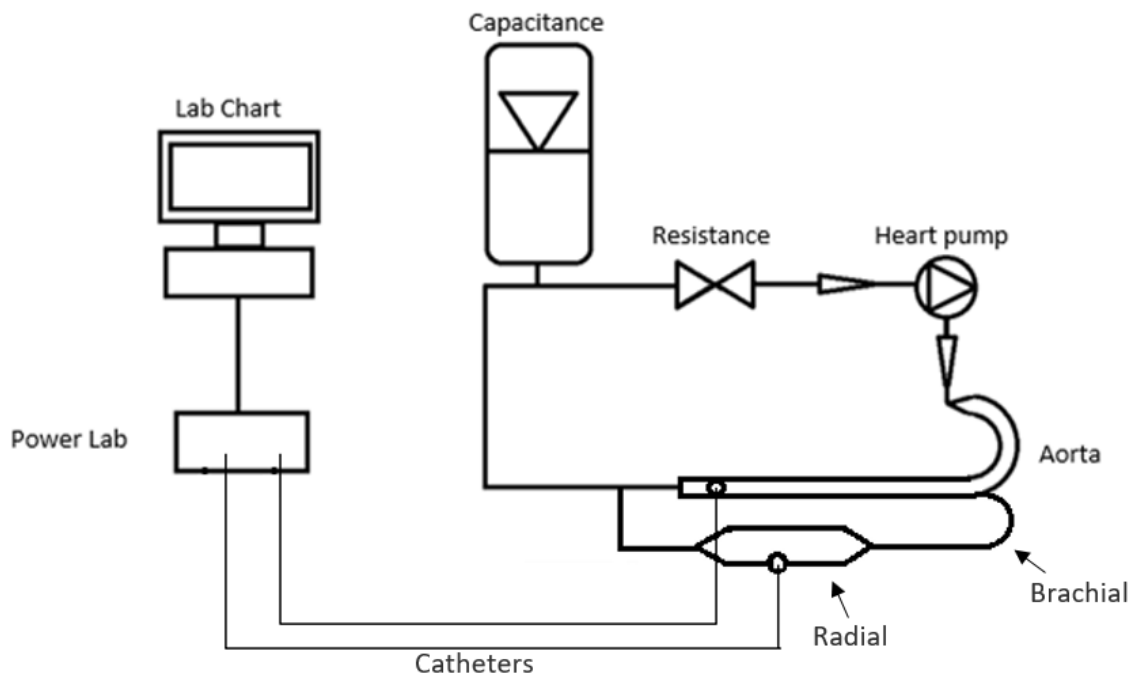 Capacitance
Lab Chart
Resistance
Heart pump
Power Lab
Aorta
Brachial
Radial
Catheters